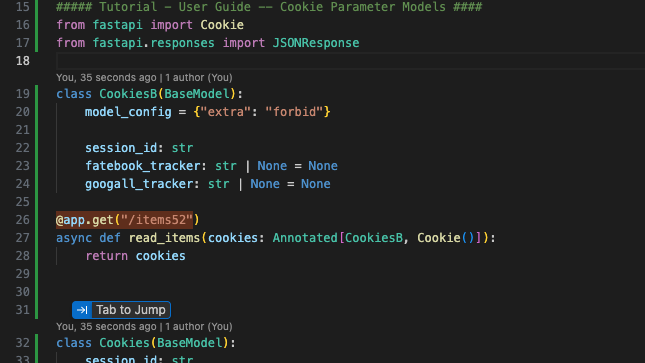 15 ##### Tutorial - User Guide -- Cookie Parameter Models ####
16 from fastapi import Cookie
17 from fastapi.responses import JSONResponse
18
You, 35 seconds ago | 1 author (You)
19 class CookiesB(BaseModel):
20     model_config = {"extra": "forbid"}
21
22     session_id: str
23     fatebook_tracker: str | None = None
24     googall_tracker: str | None = None
25
26 @app.get("/items52")
27 async def read_items(cookies: Annotated[CookiesB, Cookie()]):
28     return cookies
29
30
31 Tab to Jump
You, 35 seconds ago | 1 author (You)
32 class Cookies(BaseModel):
33     session_id: str